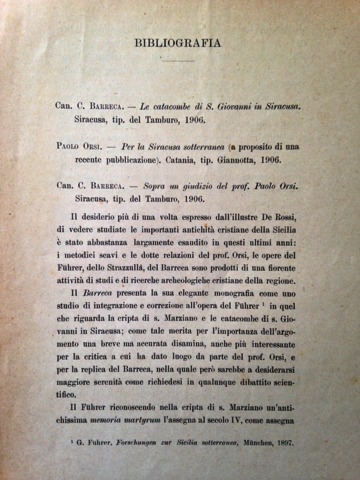 BIBLIOGRAFIA
Can. C. Barreca. — Le catacombe di S. Giovanni in Siracusa.
Siracusa, tip. del Tamburo, 1906.
Paolo Orsi. — Per la Siracusa sotterranea (a proposito di una
recente pubblicazione). Catania, tip. Giannotta, 1906.
Can. C. Barreca. — Sopra un giudizio del prof. Paolo Orsi.
Siracusa, tip. del Tamburo, 1906.
Il desiderio più di una volta espresso dall'illustre De Rossi,
di vedere studiate le importanti antichità cristiane della Sicilia
è stato abbastanza largamente esaudito in questi ultimi anni:
i metodici scavi e le dotte relazioni del prof. Orsi, le opere del
Führer, dello Strazzulla, del Barreca sono prodotti di una fiorente
attività di studi e di ricerche archeologiche cristiane della regione.
Il Barreca presenta la sua elegante monografia come uno
studio di integrazione e correzione all'opera del Führer ¹ in quel
che riguarda la cripta di s. Marziano e le catacombe di s. Gio-
vanni in Siracusa; come tale merita per l'importanza dell'argo-
mento una breve ma accurata disamina, anche più interessante
per la critica a cui ha dato luogo da parte del prof. Orsi, e
per la replica del Barreca, nella quale però sarebbe a desiderarsi
maggiore serenità come richiedesi in qualunque dibattito scien-
tifico.
Il Führer riconoscendo nella cripta di s. Marziano un'anti-
chissima memoria martyrum l'assegna al secolo IV, come assegna
¹ G. Fuhrer, Forschungen zur Sicilia sotterranea, München, 1897.